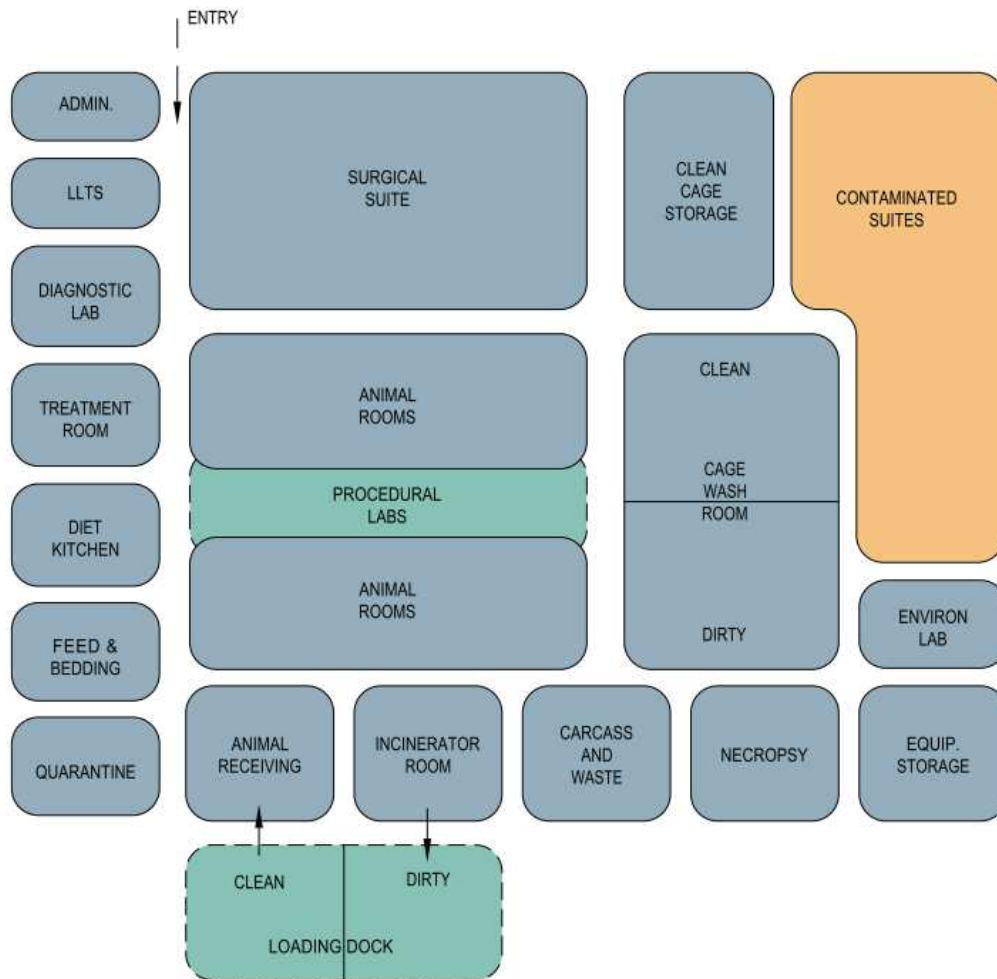 ENTRY
ADMIN.
LLTS
DIAGNOSTIC
LAB
TREATMENT
ROOM
DIET
KITCHEN
FEED &
BEDDING
QUARANTINE
SURGICAL
SUITE
CLEAN
CAGE
STORAGE
CONTAMINATED
SUITES
ANIMAL
ROOMS
PROCEDURAL
LABS
ANIMAL
ROOMS
CLEAN
CAGE
WASH
ROOM
DIRTY
ENVIRON
LAB
ANIMAL
RECEIVING
INCINERATOR
ROOM
CARCASS
AND
WASTE
NECROPSY
EQUIP.
STORAGE
CLEAN
DIRTY
LOADING DOCK